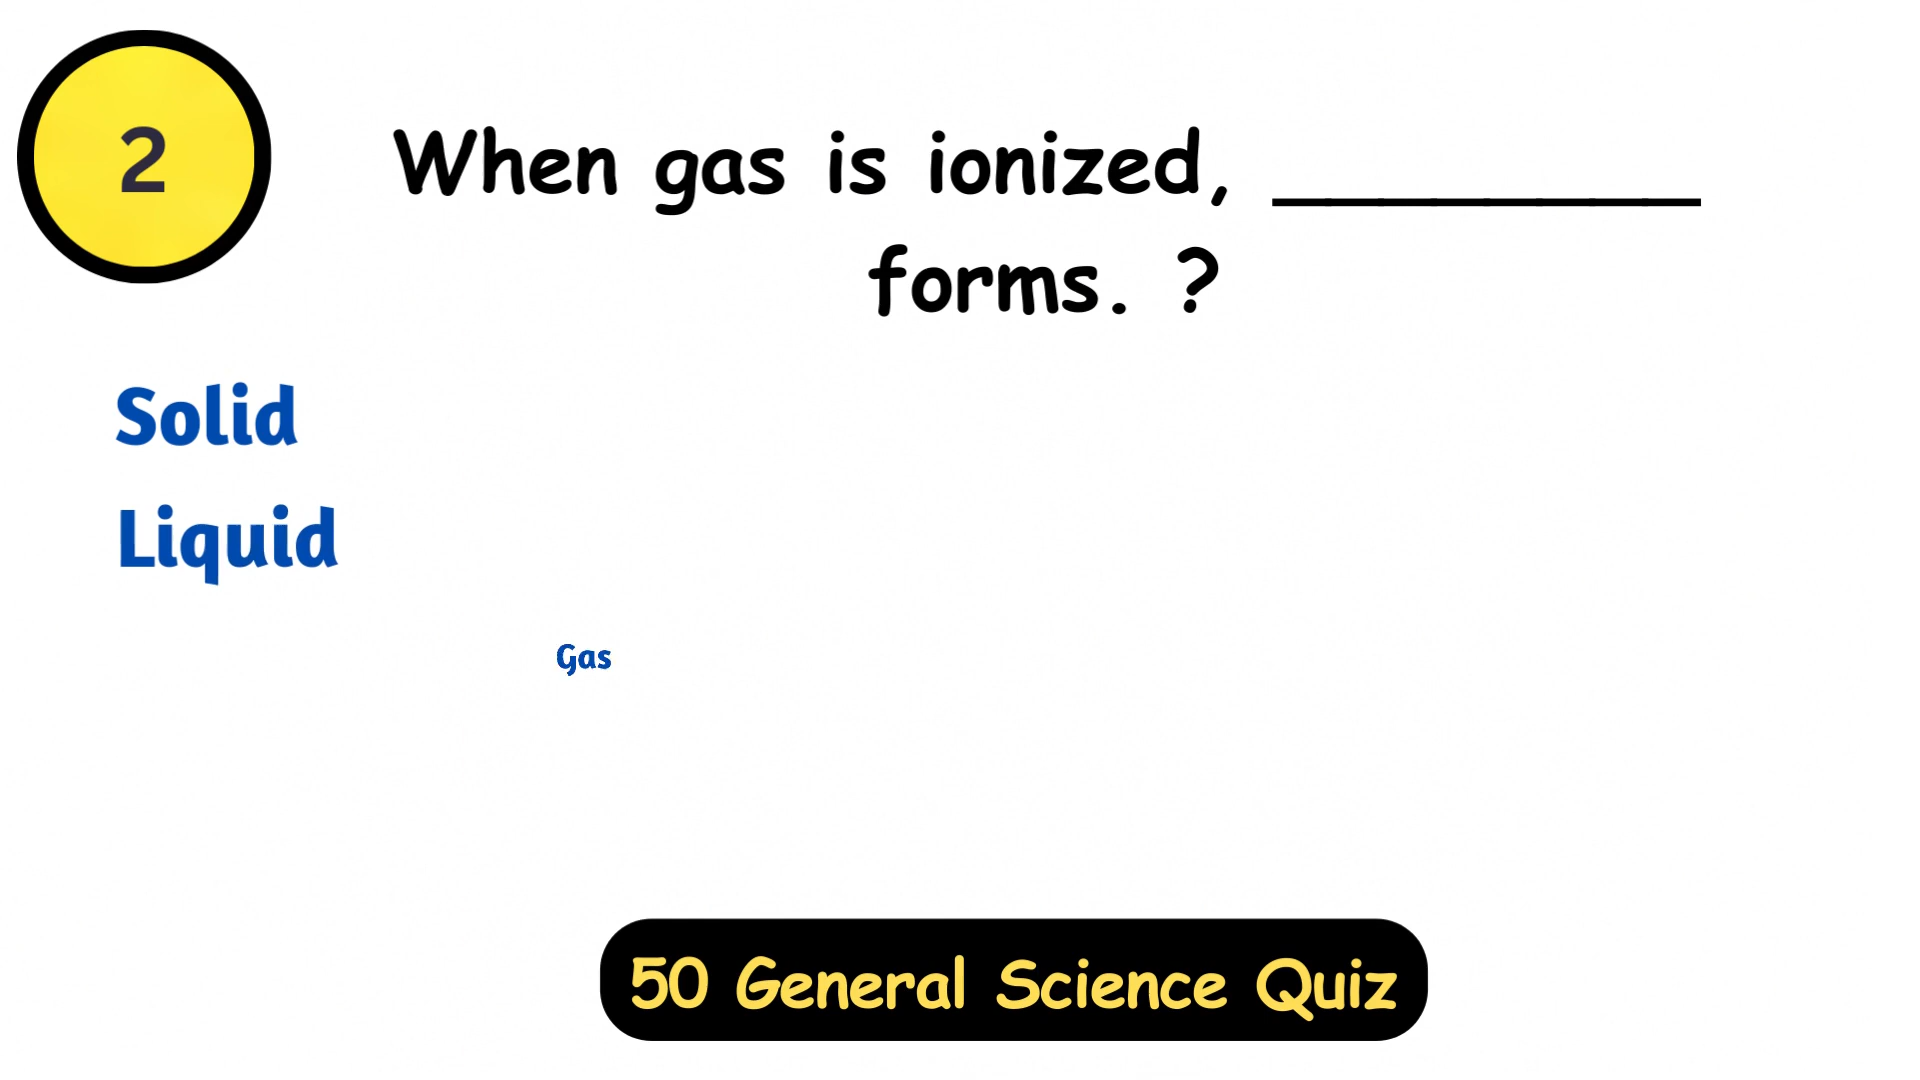 2
When gas is ionized, ________
forms. ?
Solid
Liquid
Gas
50 General Science Quiz